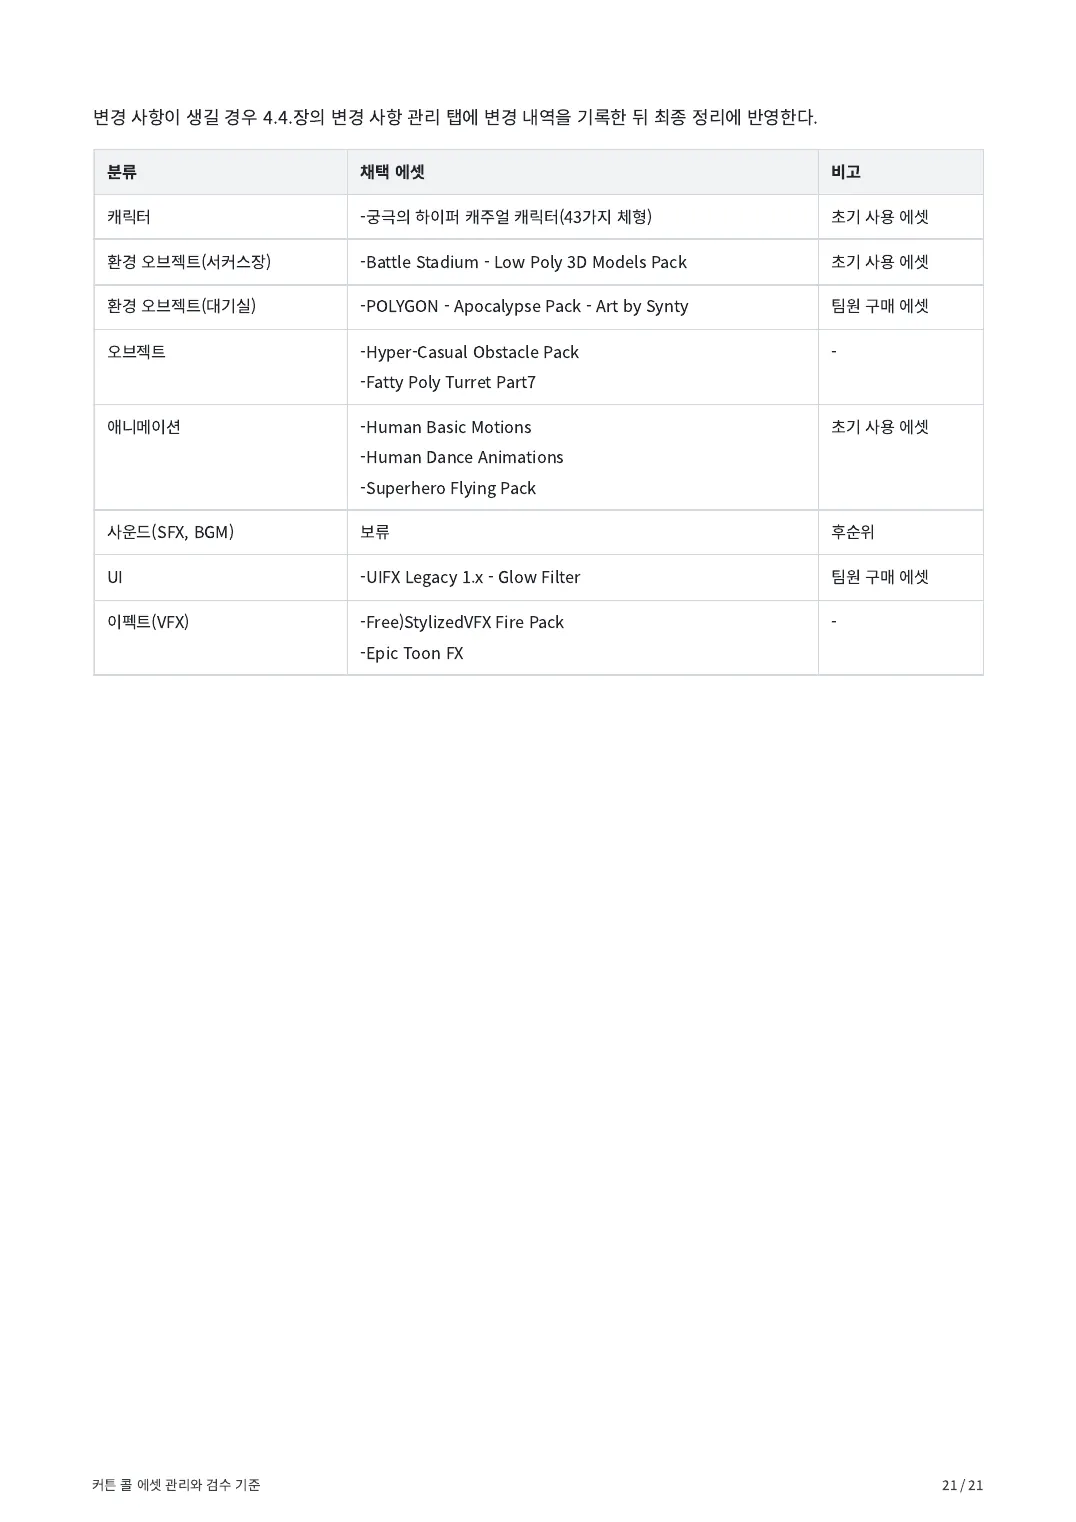 변경 사항이 생길 경우 4.4.장의 변경 사항 관리 탭에 변경 내역을 기록한 뒤 최종 정리에 반영한다.
분류 채택 에셋 비고
캐릭터 -궁극의 하이퍼 캐주얼 캐릭터(43가지 체형) 초기 사용 에셋
환경 오브젝트(서커스장) -Battle Stadium - Low Poly 3D Models Pack 초기 사용 에셋
환경 오브젝트(대기실) -POLYGON - Apocalypse Pack - Art by Synty 팀원 구매 에셋
오브젝트 -Hyper-Casual Obstacle Pack -
-Fatty Poly Turret Part7
애니메이션 -Human Basic Motions 초기 사용 에셋
-Human Dance Animations
-Superhero Flying Pack
사운드(SFX, BGM) 보류 후순위
UI -UIFX Legacy 1.x - Glow Filter 팀원 구매 에셋
이펙트(VFX) -Free)StylizedVFX Fire Pack -
-Epic Toon FX
커튼 콜 에셋 관리와 검수 기준 21 / 21